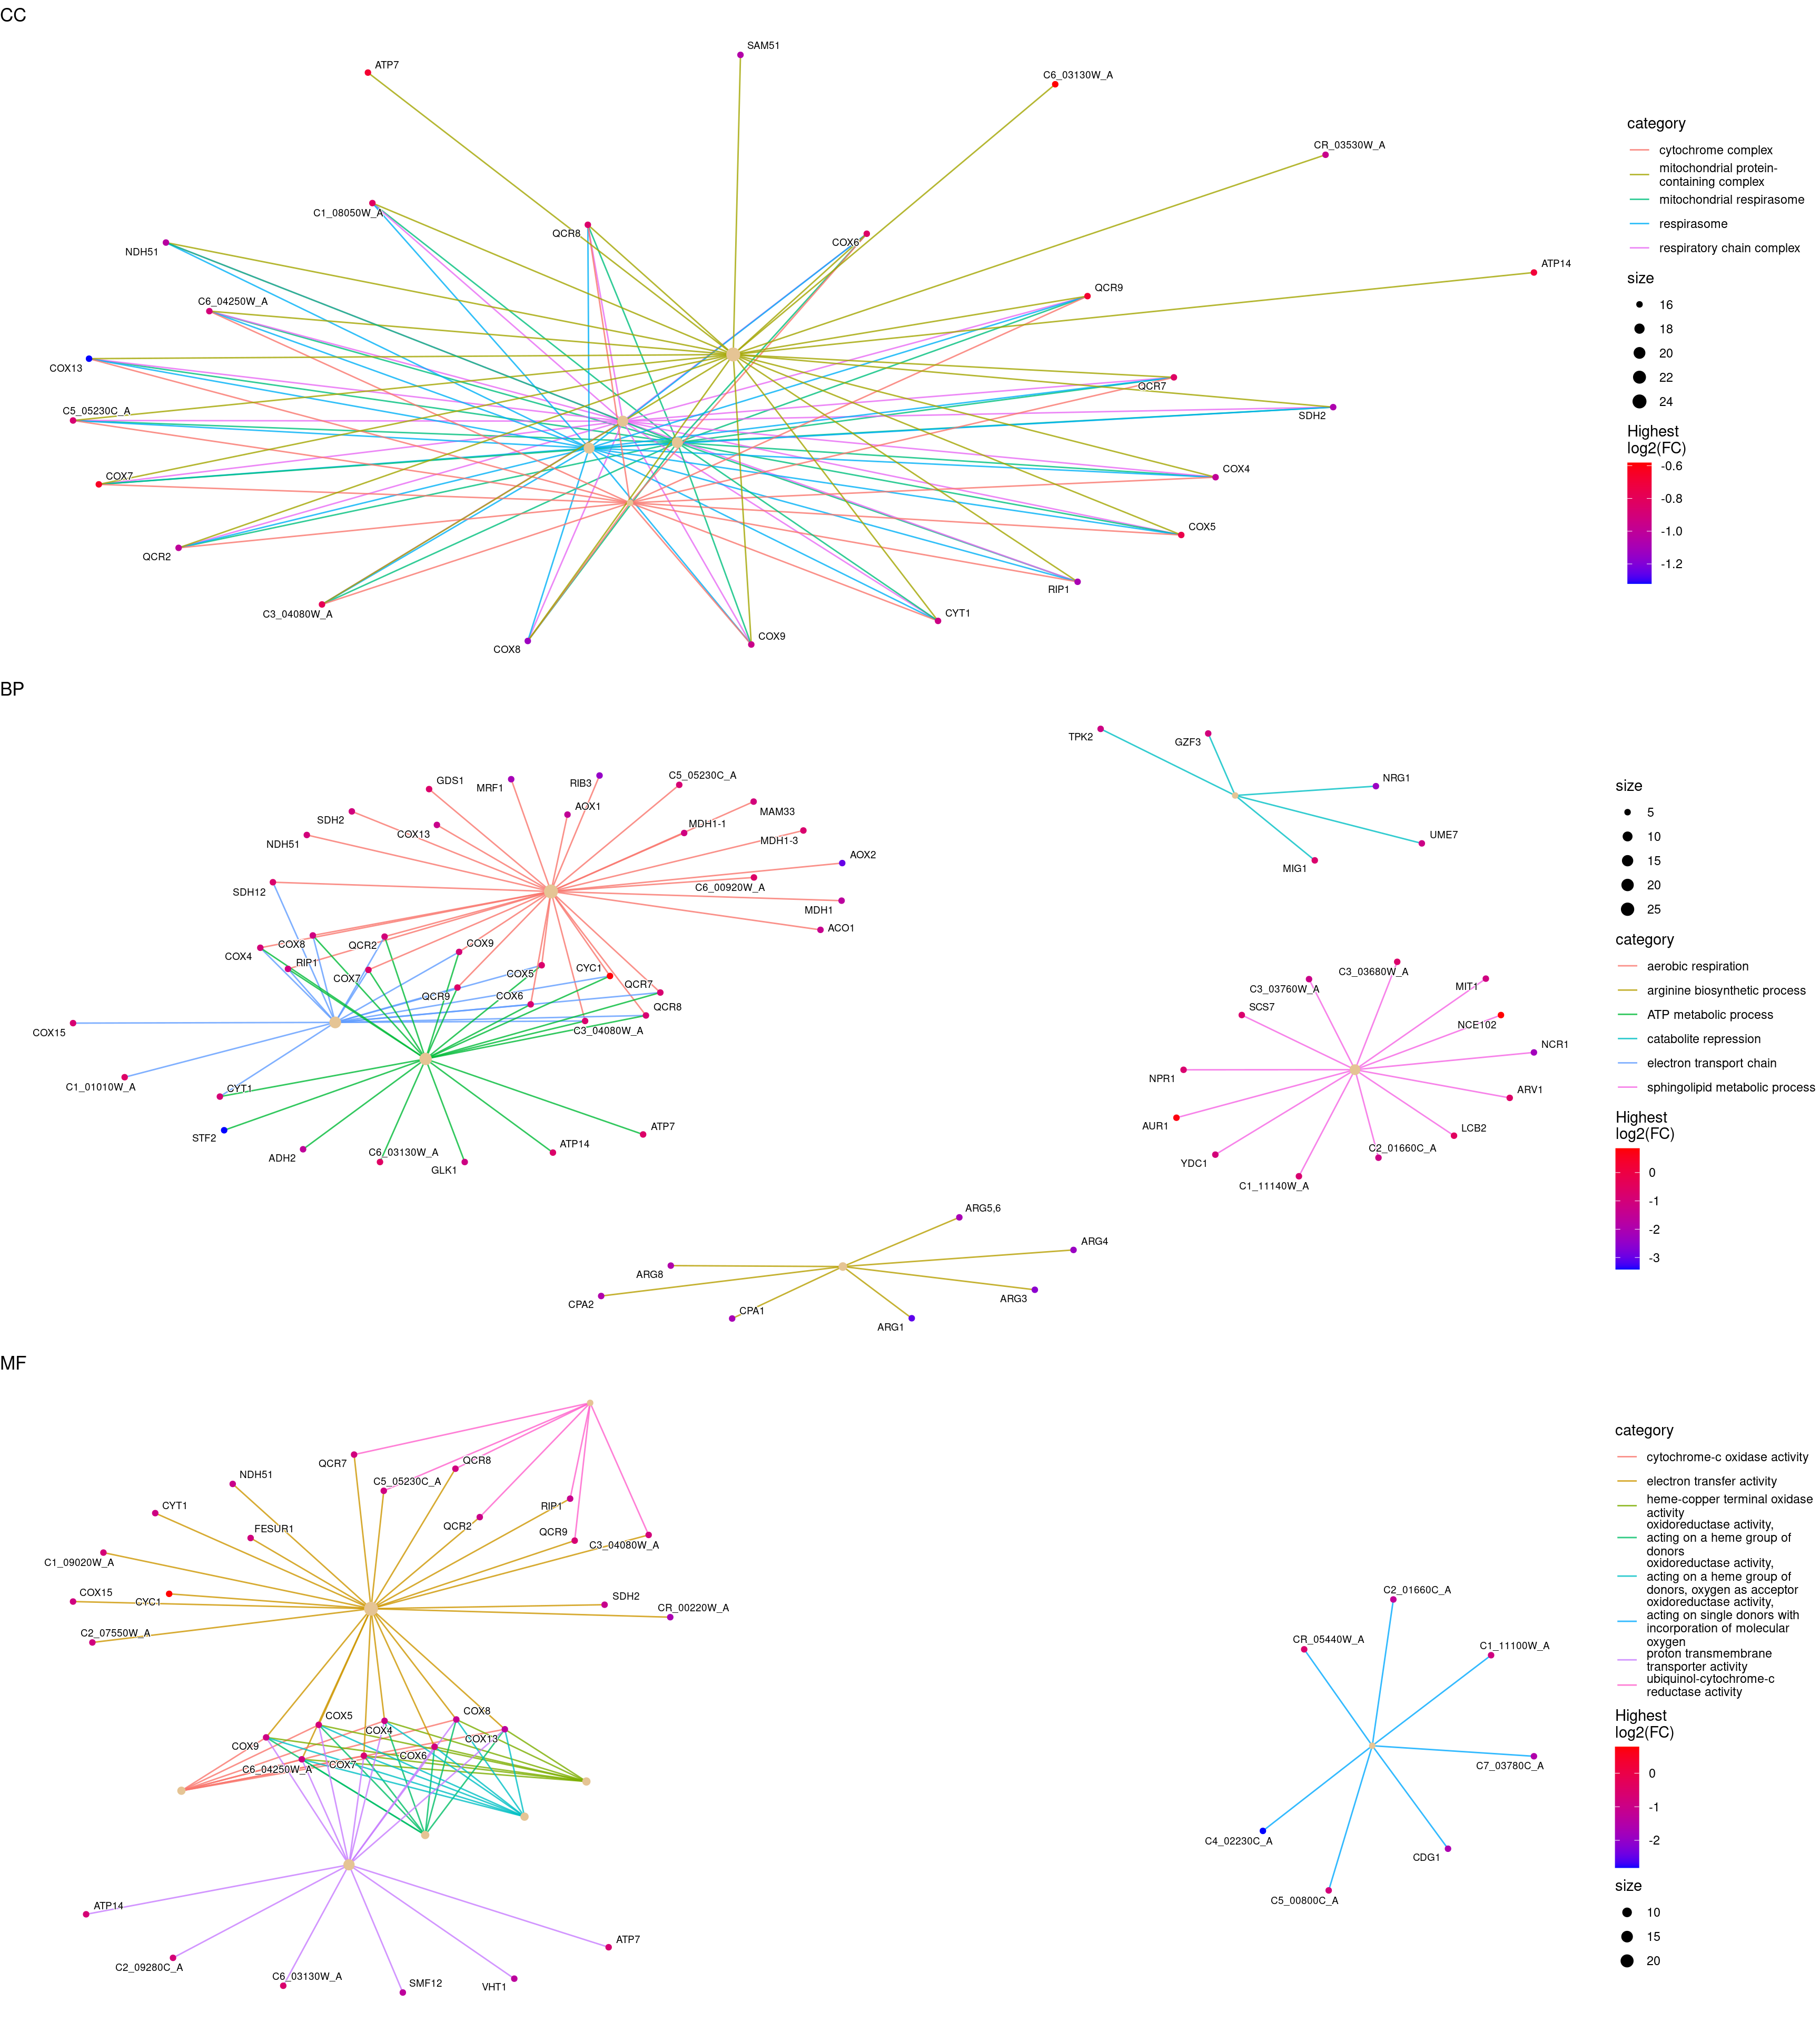 CC
SAM51
ATP7
C6_03130W_A
CR_03530W_A
C1_08050W_A
QCR8
COX6
NDH51
ATP14
QCR9
C6_04250W_A
COX13
QCR7
C5_05230C_A
SDH2
COX7
COX4
COX5
QCR2
RIP1
C3_04080W_A
CYT1
COX9
COX8
category
cytochrome complex
mitochondrial protein-
containing complex
mitochondrial respirasome
respirasome
respiratory chain complex
size
16
18
20
22
24
Highest
log2(FC)
-0.6
-0.8
-1.0
-1.2
BP
TPK2
GZF3
NRG1
UME7
MIG1
GDS1
MRF1
RIB3
C5_05230C_A
AOX1
MAM33
SDH2
COX13
MDH1-1
MDH1-3
NDH51
AOX2
SDH12
C6_00920W_A
MDH1
ACO1
COX8
QCR2
COX9
COX4
RIP1
COX7
COX5
CYC1
QCR7
QCR9
COX6
QCR8
COX15
C3_04080W_A
C1_01010W_A
CYT1
STF2
ADH2
C6_03130W_A
GLK1
ATP14
ATP7
C3_03680W_A
C3_03760W_A
MIT1
SCS7
NCE102
NCR1
NPR1
ARV1
AUR1
LCB2
YDC1
C2_01660C_A
C1_11140W_A
ARG5,6
ARG4
ARG8
CPA2
ARG3
CPA1
ARG1
size
5
10
15
20
25
category
aerobic respiration
arginine biosynthetic process
ATP metabolic process
catabolite repression
electron transport chain
sphingolipid metabolic process
Highest
log2(FC)
0
-1
-2
-3
MF
QCR7
QCR8
NDH51
C5_05230C_A
CYT1
RIP1
FESUR1
QCR2
QCR9
C3_04080W_A
C1_09020W_A
COX15
CYC1
SDH2
CR_00220W_A
C2_07550W_A
COX5
COX8
COX4
COX9
COX13
COX6
C6_04250W_A
COX7
ATP14
ATP7
C2_09280C_A
C6_03130W_A
SMF12
VHT1
C2_01660C_A
CR_05440W_A
C1_11100W_A
C7_03780C_A
C4_02230C_A
CDG1
C5_00800C_A
category
cytochrome-c oxidase activity
electron transfer activity
heme-copper terminal oxidase
activity
oxidoreductase activity,
acting on a heme group of
donors
oxidoreductase activity,
acting on a heme group of
donors, oxygen as acceptor
oxidoreductase activity,
acting on single donors with
incorporation of molecular
oxygen
proton transmembrane
transporter activity
ubiquinol-cytochrome-c
reductase activity
Highest
log2(FC)
0
-1
-2
size
10
15
20